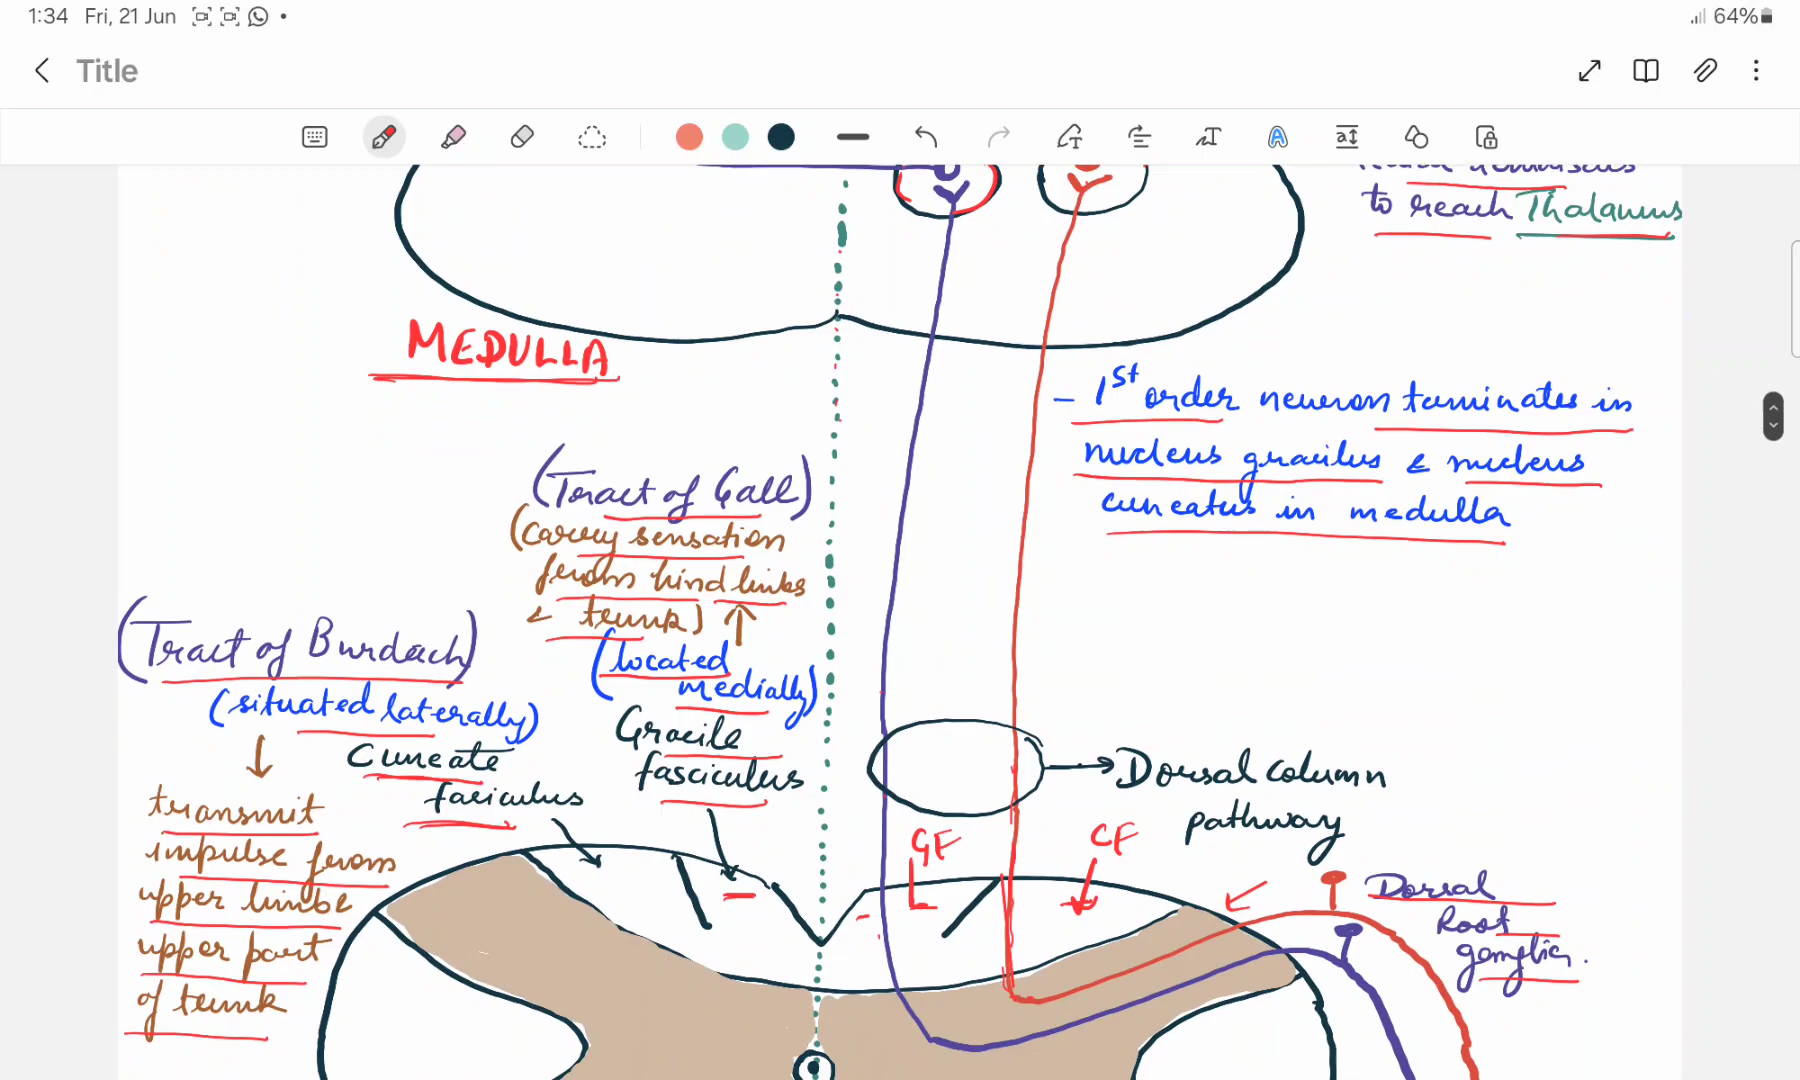 1:34 Fri, 21 Jun
64%
Title
to reach Thalamus
MEDULLA
- 1st order neuron terminates in
nucleus gracilus & nucleus
cuneatus in medulla
(Tract of Gall)
(carry sensation
from hind limbs
& trunk)
(located
medially)
Gracile
fasciculus
(Tract of Burdach)
(situated laterally)
Cuneate
fasiculus
transmit
impulse from
upper limbs
upper part
of trunk
Dorsal column
pathway
GF
CF
Dorsal
Root
ganglia.